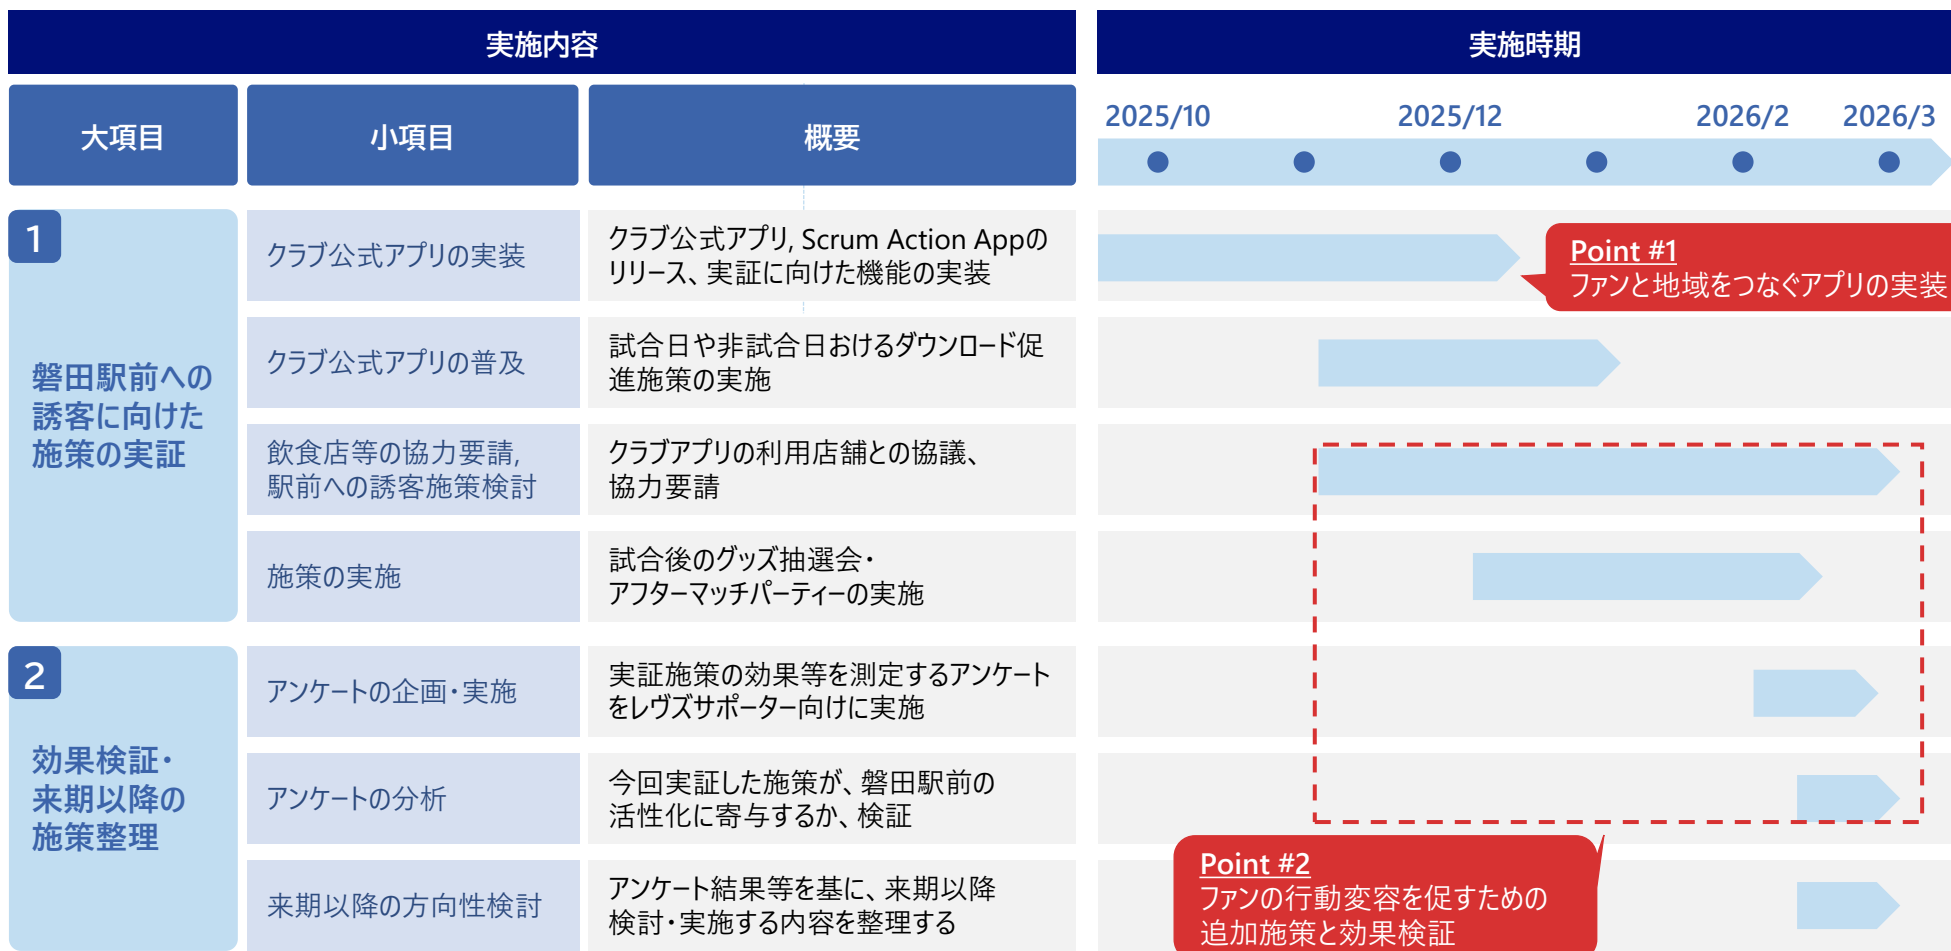 実施内容
実施時期
大項目
小項目
概要
2025/10
2025/12
2026/2
2026/3
1
磐田駅前への
誘客に向けた
施策の実証
クラブ公式アプリの実装
クラブ公式アプリ, Scrum Action Appの
リリース、実証に向けた機能の実装
Point #1
ファンと地域をつなぐアプリの実装
クラブ公式アプリの普及
試合日や非試合日おけるダウンロード促
進施策の実施
飲食店等の協力要請,
駅前への誘客施策検討
クラブアプリの利用店舗との協議、
協力要請
施策の実施
試合後のグッズ抽選会・
アフターマッチパーティーの実施
2
効果検証・
来期以降の
施策整理
アンケートの企画・実施
実証施策の効果等を測定するアンケート
をレヴズサポーター向けに実施
アンケートの分析
今回実証した施策が、磐田駅前の
活性化に寄与するか、検証
来期以降の方向性検討
アンケート結果等を基に、来期以降
検討・実施する内容を整理する
Point #2
ファンの行動変容を促すための
追加施策と効果検証